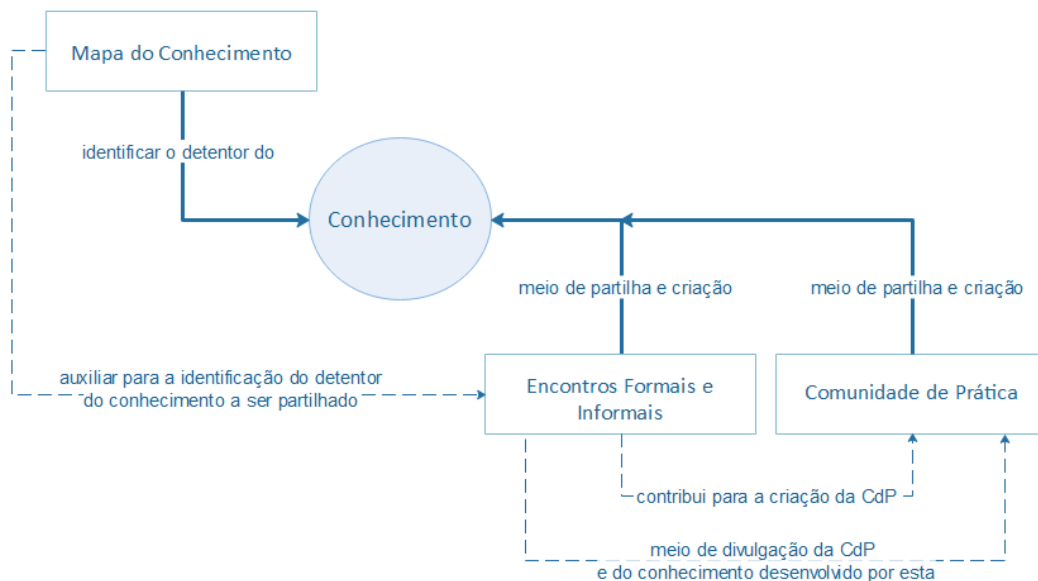 Mapa do Conhecimento
identificar o detentor do
Conhecimento
meio de partilha e criação
meio de partilha e criação
auxiliar para a identificação do detentor
do conhecimento a ser partilhado
Encontros Formais e
Informais
Comunidade de Prática
contribui para a criação da CdP
meio de divulgação da CdP
e do conhecimento desenvolvido por esta